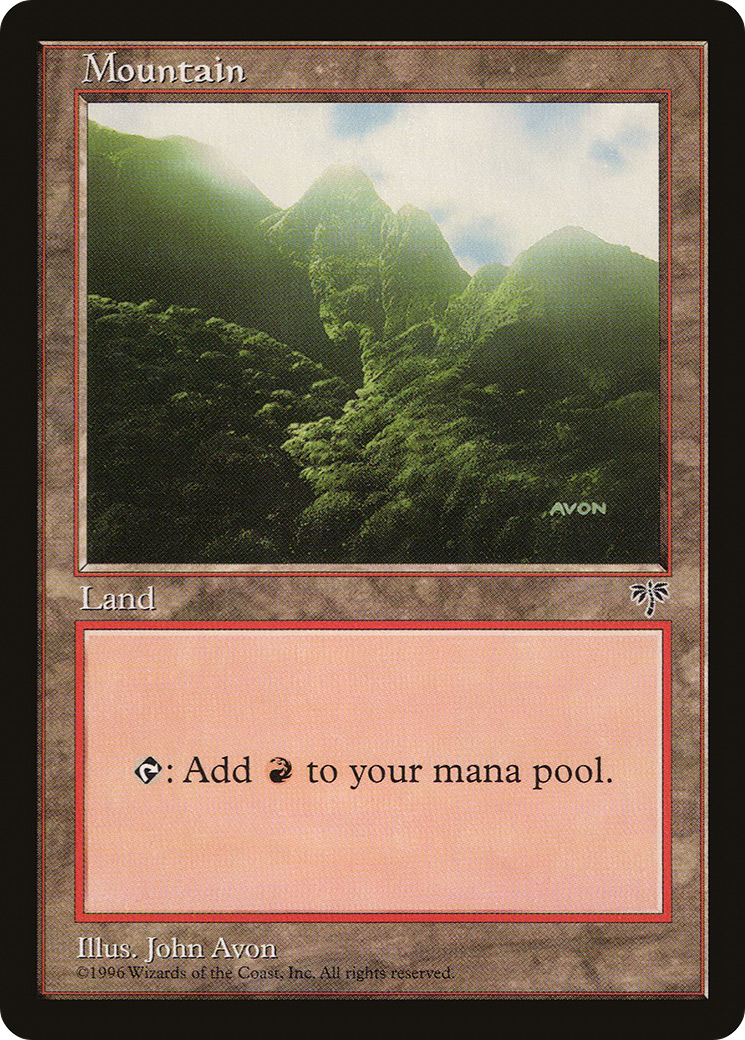 Mountain
AVON
Land
: Add to your mana pool.
Illus. John Avon
©1996 Wizards of the Coast, Inc. All rights reserved.